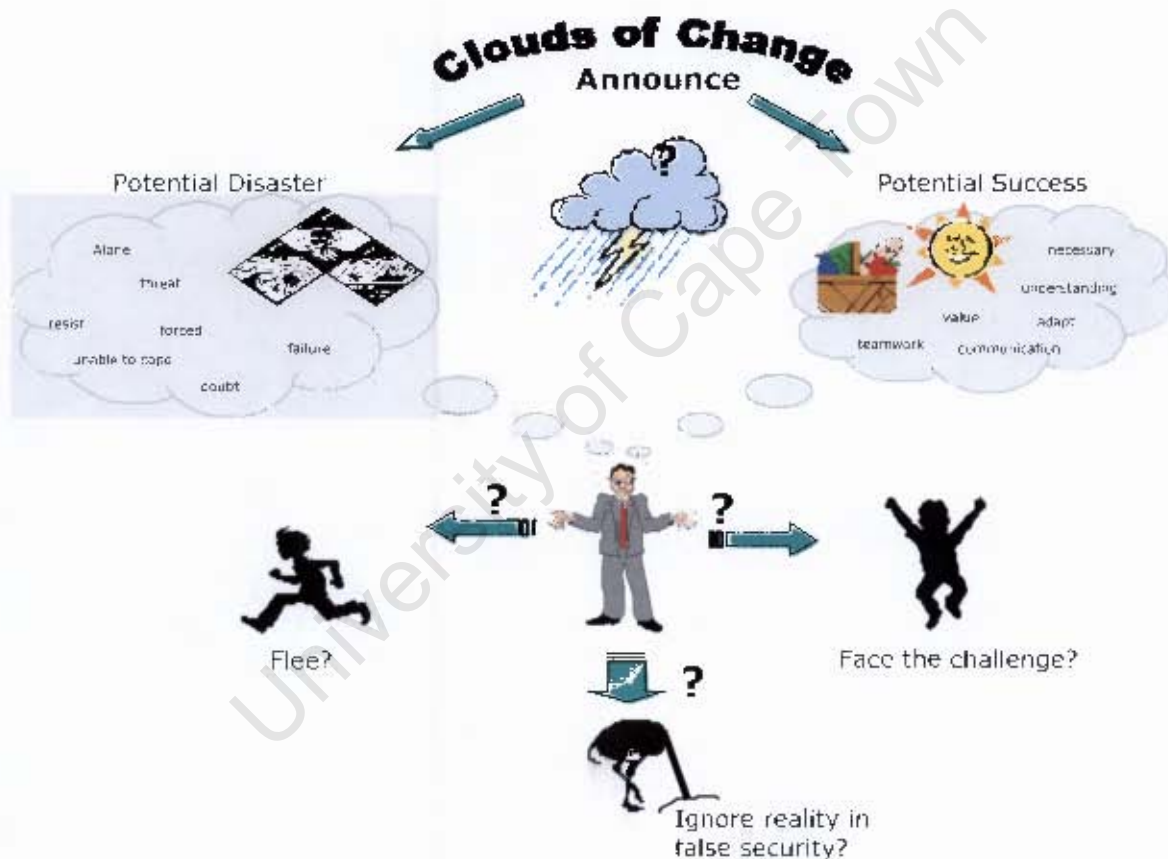 Clouds of Change
Announce
Potential Disaster
Potential Success
?
Alone
threat
resist
forced
unable to cope
failure
doubt
necessary
understanding
value
adapt
teamwork
communication
?
?
Flee?
Face the challenge?
?
Ignore reality in
false security?
University of Cape Town